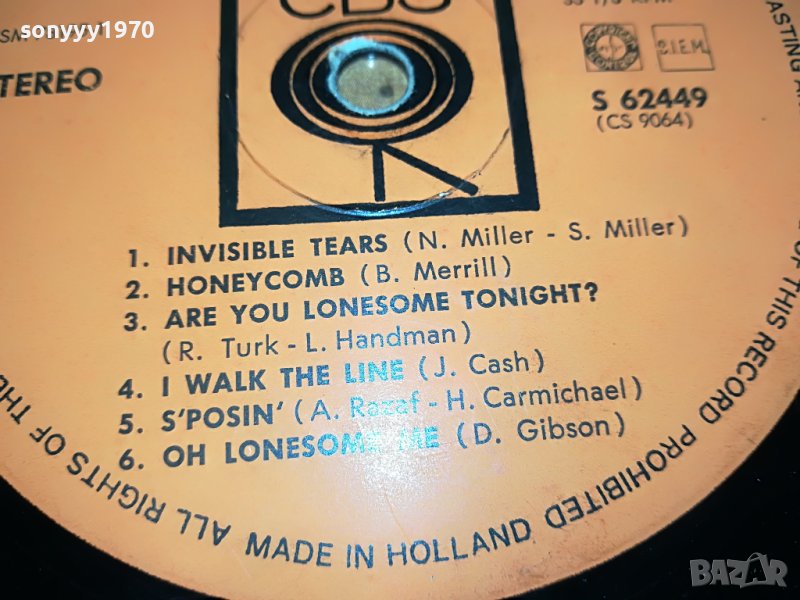 sonyyy1970
CBS
STEREO
S.I.E.M.
S 62449
(CS 9064)
1. INVISIBLE TEARS (N. Miller - S. Miller)
2. HONEYCOMB (B. Merrill)
3. ARE YOU LONESOME TONIGHT?
(R. Turk - L. Handman)
4. I WALK THE LINE (J. Cash)
5. S'POSIN' (A. Razaf - H. Carmichael)
6. OH LONESOME ME (D. Gibson)
ALL RIGHTS OF THE
MADE IN HOLLAND
OF THIS RECORD PROHIBITED
BAZAR